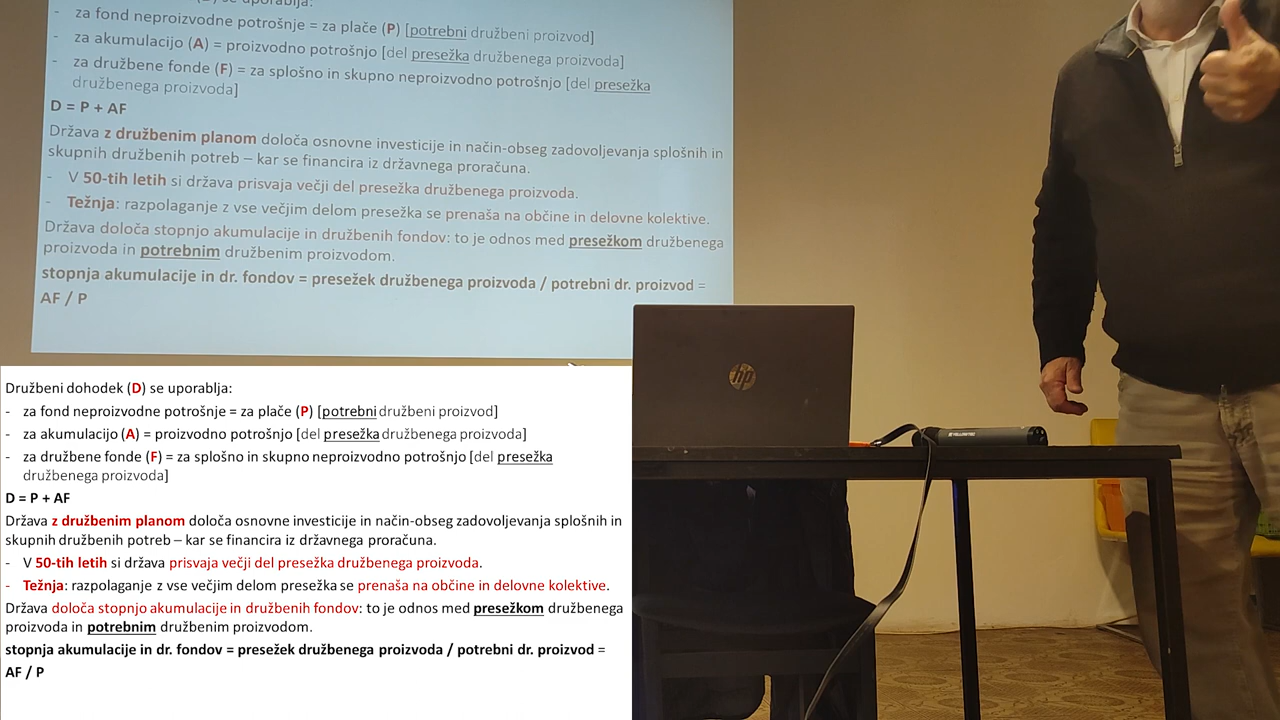 se uporablja:
- za fond neproizvodne potrošnje = za plače (P) [potrebni družbeni proizvod]
- za akumulacijo (A) = proizvodno potrošnjo [del presežka družbenega proizvoda]
- za družbene fonde (F) = za splošno in skupno neproizvodno potrošnjo [del presežka
družbenega proizvoda]
D = P + AF
Država z družbenim planom določa osnovne investicije in način-obseg zadovoljevanja splošnih in
skupnih družbenih potreb – kar se financira iz državnega proračuna.
- V 50-tih letih si država prisvaja večji del presežka družbenega proizvoda.
- Težnja: razpolaganje z vse večjim delom presežka se prenaša na občine in delovne kolektive.
Država določa stopnjo akumulacije in družbenih fondov: to je odnos med presežkom družbenega
proizvoda in potrebnim družbenim proizvodom.
stopnja akumulacije in dr. fondov = presežek družbenega proizvoda / potrebni dr. proizvod =
AF / P
hp
Družbeni dohodek (D) se uporablja:
- za fond neproizvodne potrošnje = za plače (P) [potrebni družbeni proizvod]
- za akumulacijo (A) = proizvodno potrošnjo [del presežka družbenega proizvoda]
- za družbene fonde (F) = za splošno in skupno neproizvodno potrošnjo [del presežka
družbenega proizvoda]
D = P + AF
Država z družbenim planom določa osnovne investicije in način-obseg zadovoljevanja splošnih in
skupnih družbenih potreb – kar se financira iz državnega proračuna.
- V 50-tih letih si država prisvaja večji del presežka družbenega proizvoda.
- Težnja: razpolaganje z vse večjim delom presežka se prenaša na občine in delovne kolektive.
Država določa stopnjo akumulacije in družbenih fondov: to je odnos med presežkom družbenega
proizvoda in potrebnim družbenim proizvodom.
stopnja akumulacije in dr. fondov = presežek družbenega proizvoda / potrebni dr. proizvod =
AF / P